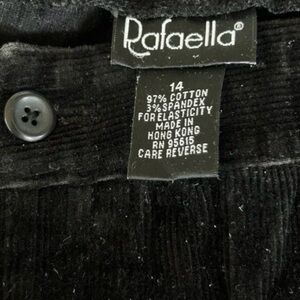 Rafaella®
14
97% COTTON
3% SPANDEX
FOR ELASTICITY
MADE IN
HONG KONG
RN 95615
CARE REVERSE